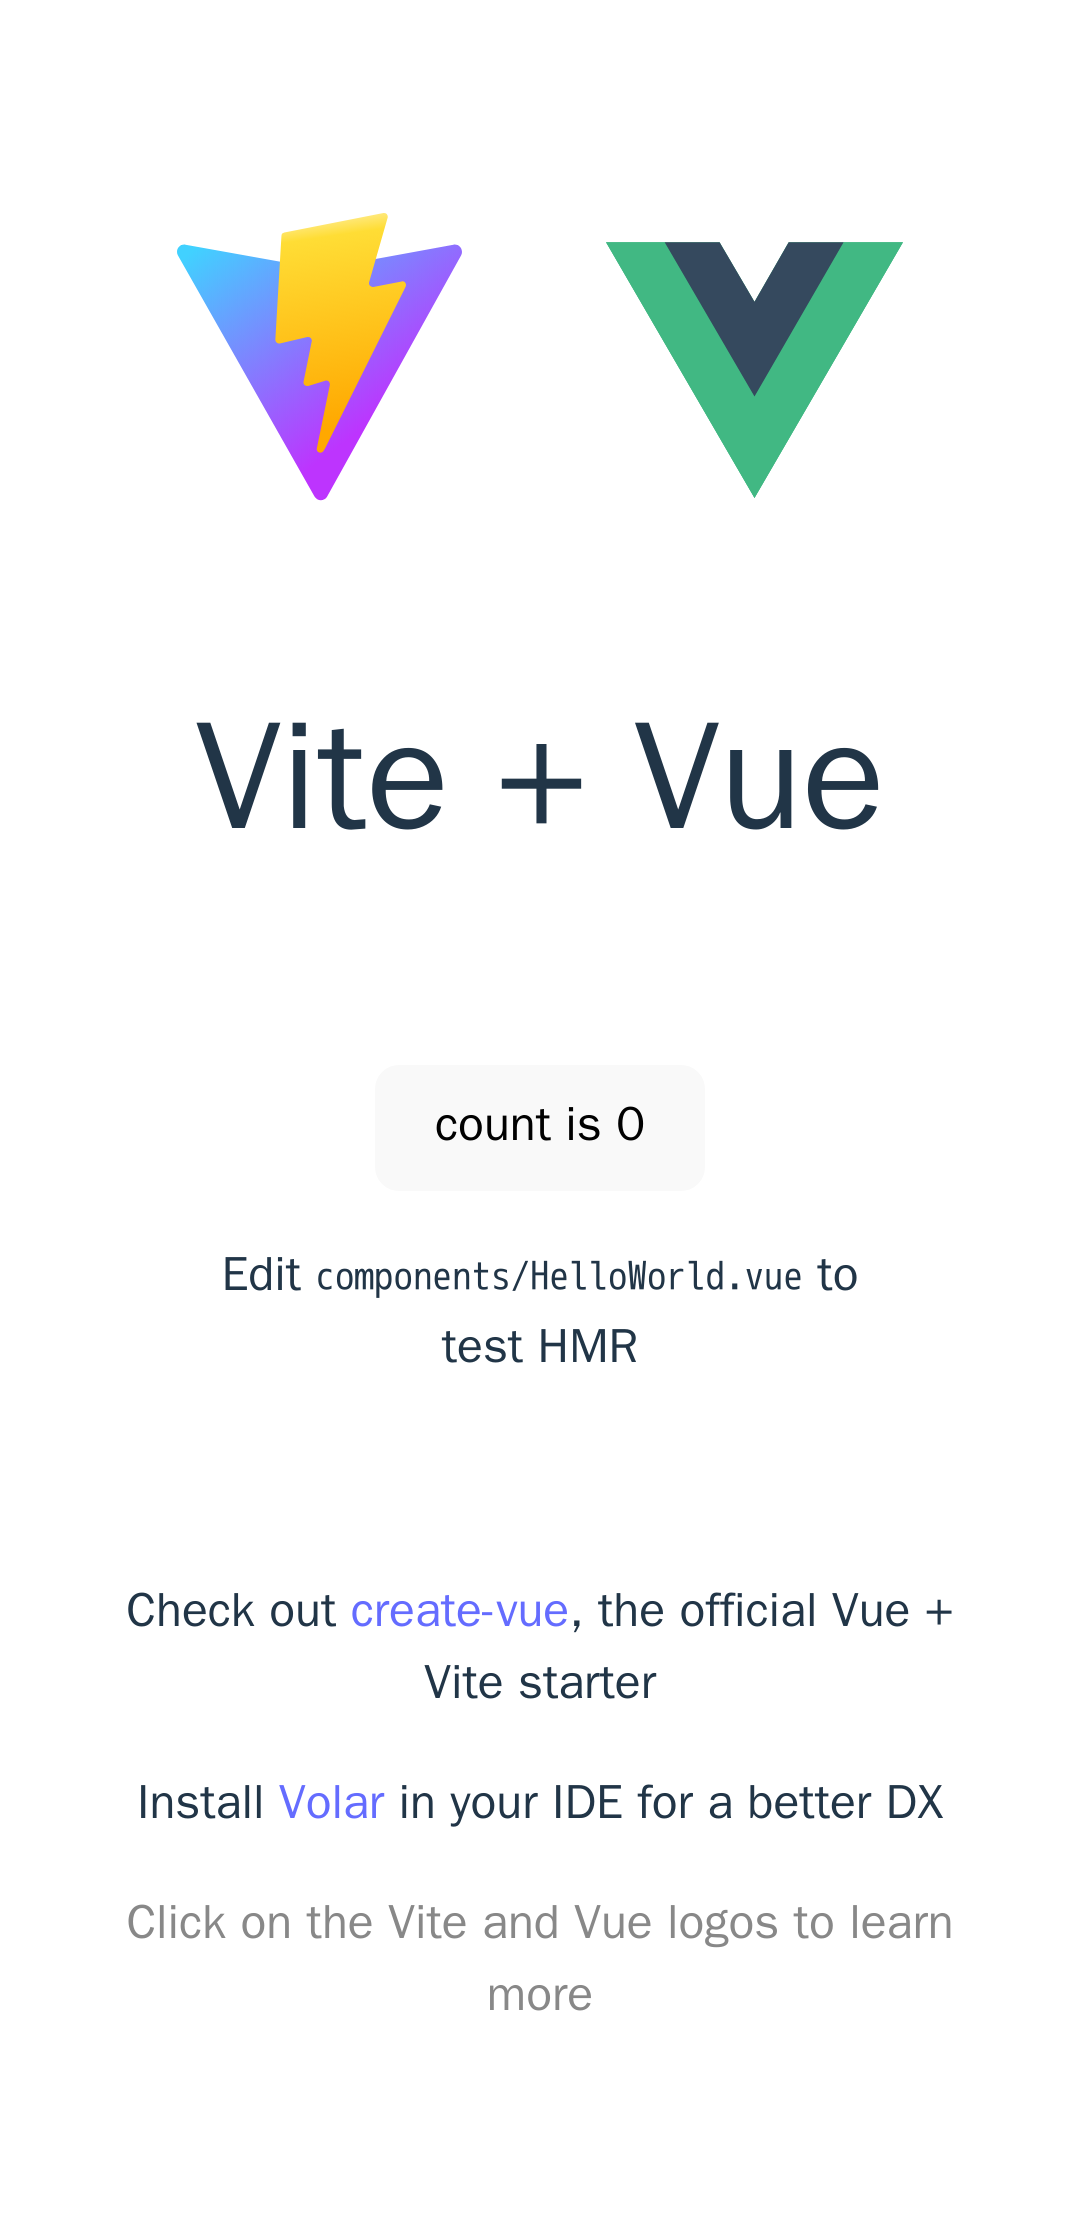 Vite + Vue
count is 0
Edit components/HelloWorld.vue to
test HMR
Check out create-vue, the official Vue +
Vite starter
Install Volar in your IDE for a better DX
Click on the Vite and Vue logos to learn
more